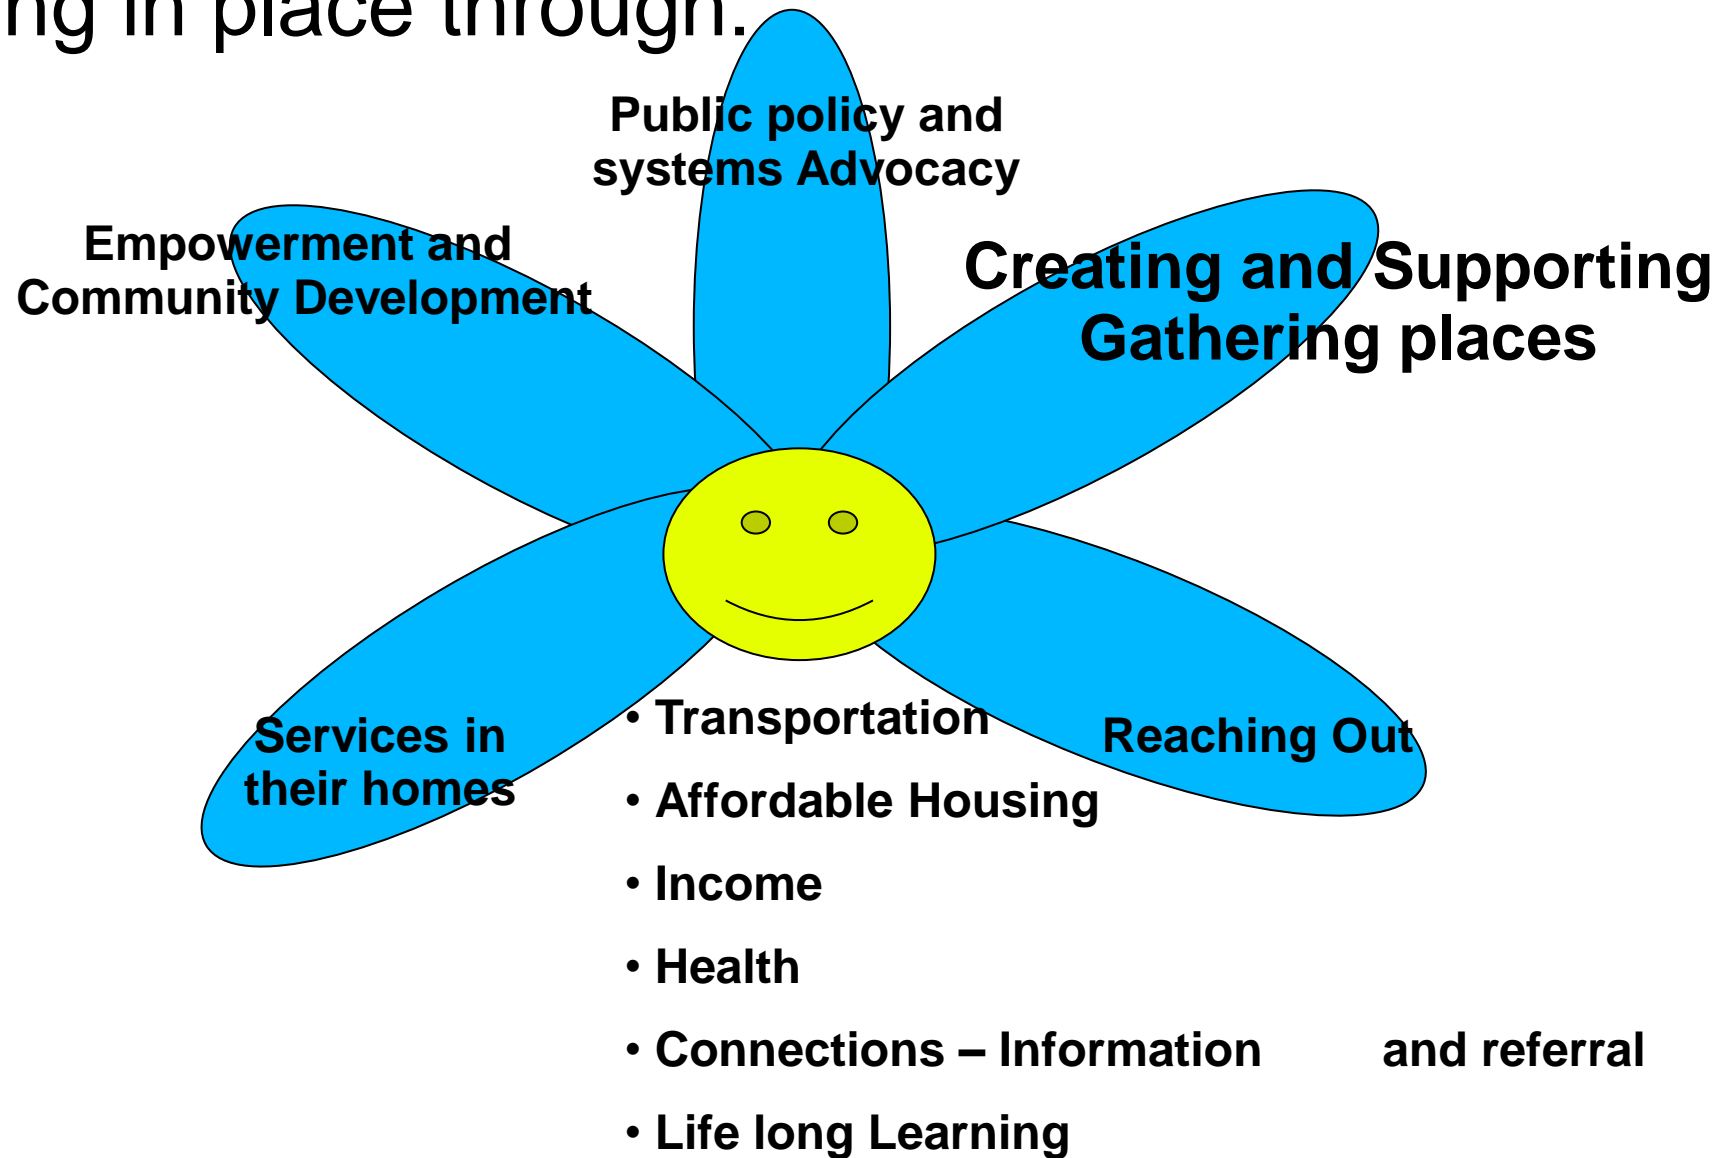 ng in place through:
Public policy and
systems Advocacy
Empowerment and
Community Development
Creating and Supporting
Gathering places
Services in
their homes
Reaching Out
• Transportation
• Affordable Housing
• Income
• Health
• Connections – Information and referral
• Life long Learning